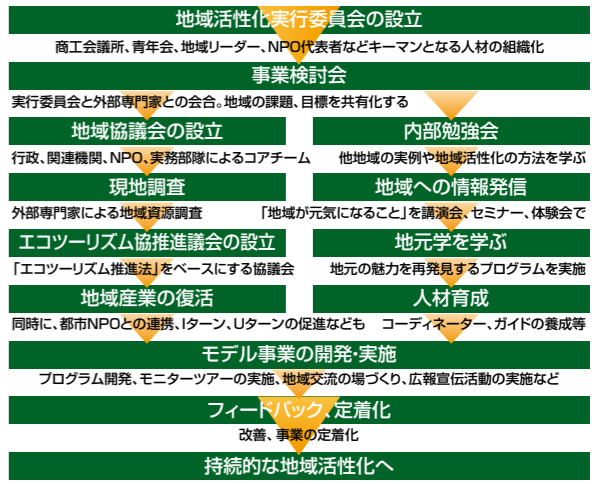 地域活性化実行委員会の設立
商工会議所、青年会、地域リーダー、NPO代表者などキーマンとなる人材の組織化
事業検討会
実行委員会と外部専門家との会合。地域の課題、目標を共有化する
地域協議会の設立
行政、関連機関、NPO、実務部隊によるコアチーム
現地調査
外部専門家による地域資源調査
エコツーリズム協推進議会の設立
「エコツーリズム推進法」をベースにする協議会
地域産業の復活
同時に、都市NPOとの連携、Iターン、Uターンの促進なども
内部勉強会
他地域の実例や地域活性化の方法を学ぶ
地域への情報発信
「地域が元気になること」を講演会、セミナー、体験会で
地元学を学ぶ
地元の魅力を再発見するプログラムを実施
人材育成
コーディネーター、ガイドの養成等
モデル事業の開発・実施
プログラム開発、モニターツアーの実施、地域交流の場づくり、広報宣伝活動の実施など
フィードバック、定着化
改善、事業の定着化
持続的な地域活性化へ